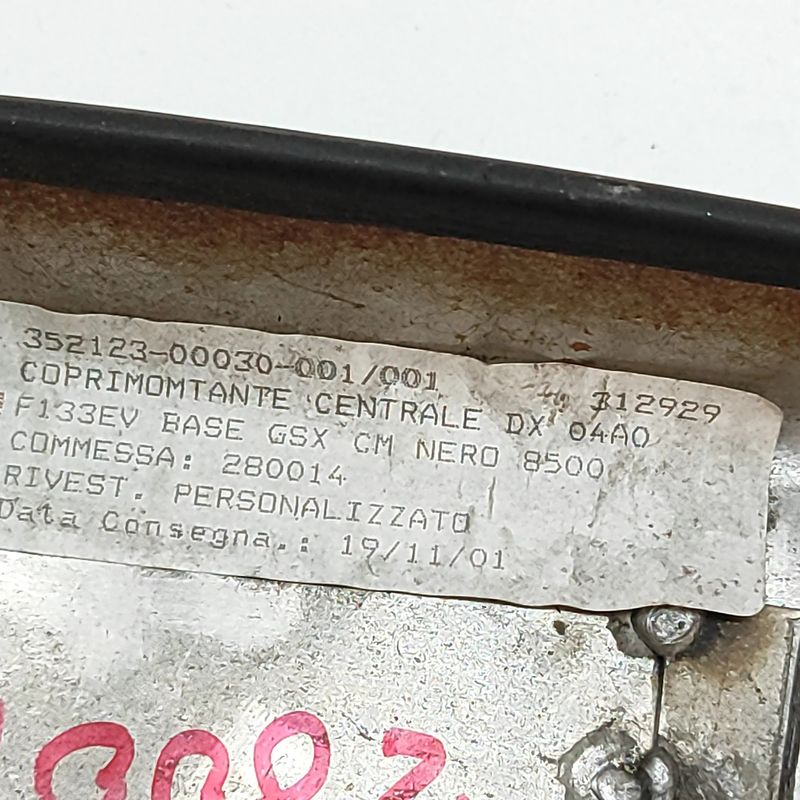 352123-00030-001/001 312929
COPRIMOMTANTE CENTRALE DX 04A0
F133EV BASE GSX CM NERO 8500
COMMESSA: 280014
RIVEST. PERSONALIZZATO
Data Consegna.: 19/11/01